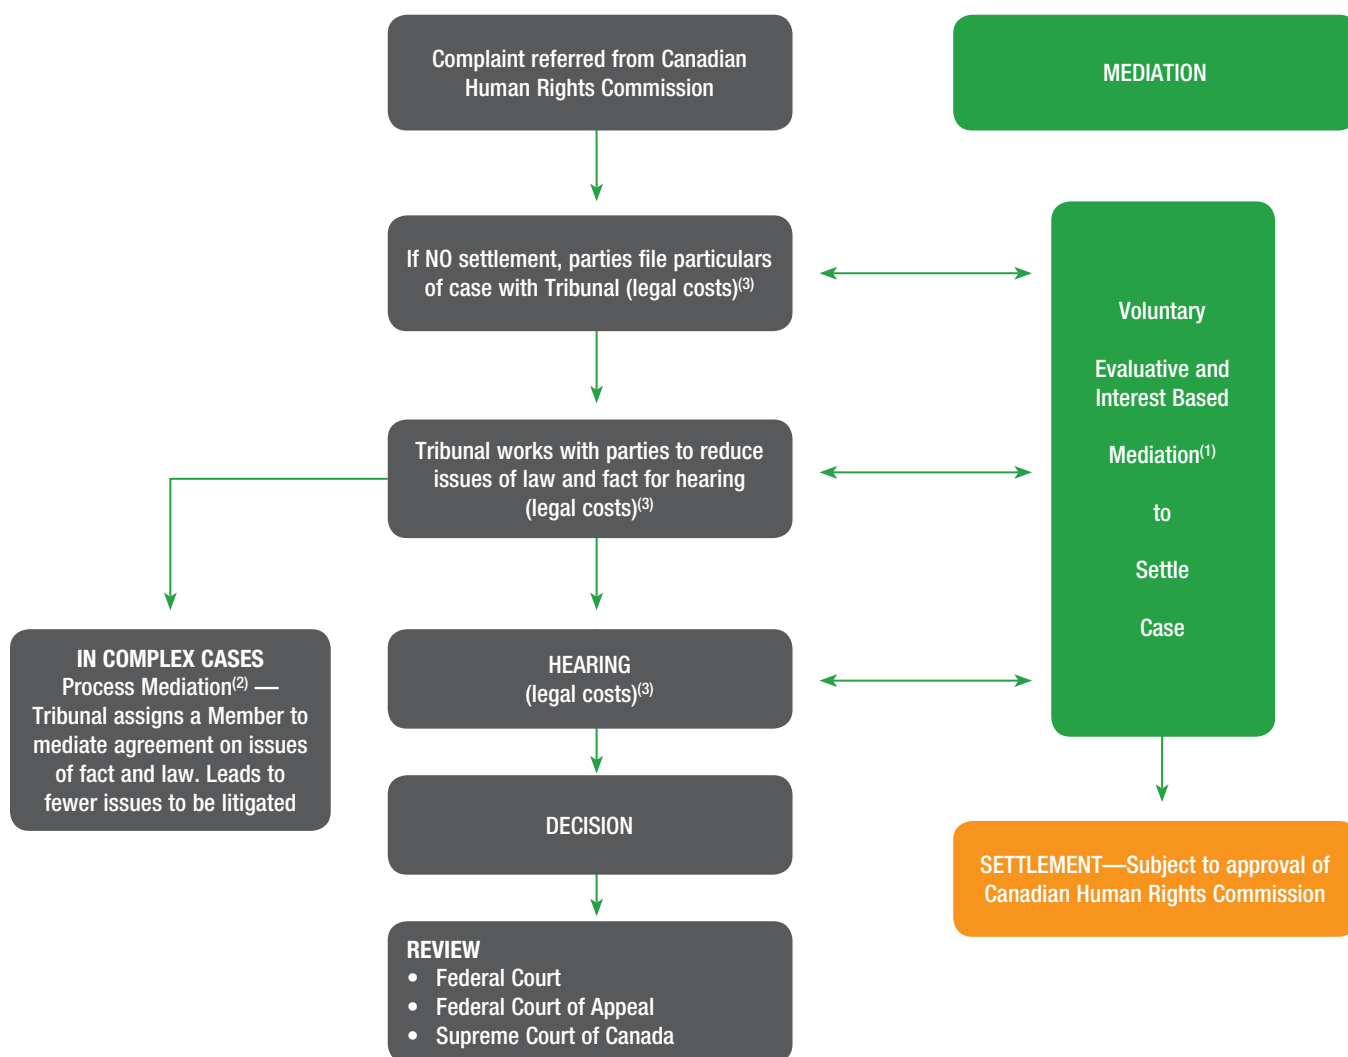 Complaint referred from Canadian
Human Rights Commission
MEDIATION
If NO settlement, parties file particulars
of case with Tribunal (legal costs)(3)
Voluntary
Evaluative and
Interest Based
Mediation(1)
to
Settle
Case
Tribunal works with parties to reduce
issues of law and fact for hearing
(legal costs)(3)
IN COMPLEX CASES
Process Mediation(2) —
Tribunal assigns a Member to
mediate agreement on issues
of fact and law. Leads to
fewer issues to be litigated
HEARING
(legal costs)(3)
DECISION
SETTLEMENT—Subject to approval of
Canadian Human Rights Commission
REVIEW
• Federal Court
• Federal Court of Appeal
• Supreme Court of Canada